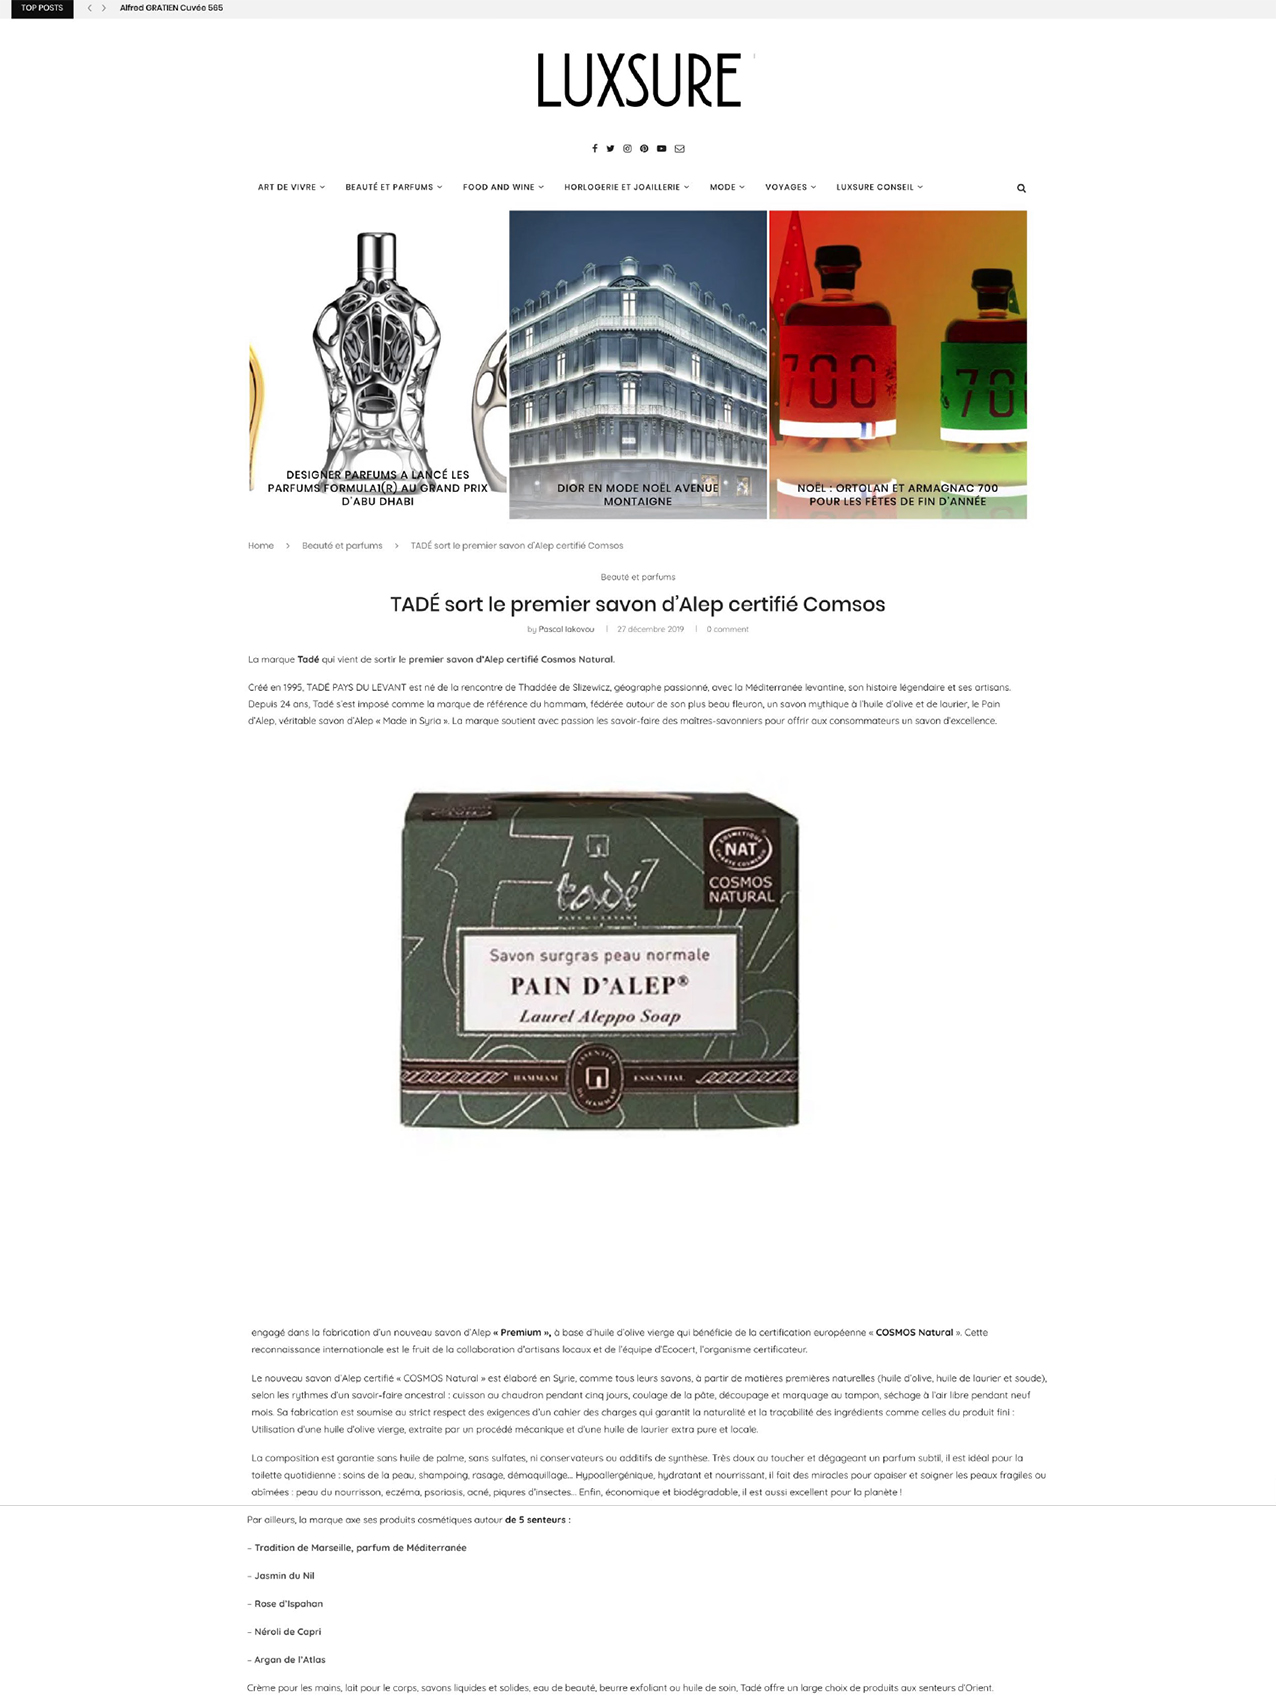 TOP POSTS
Alfred GRATIEN Cuvée 565
LUXSURE
ART DE VIVRE
BEAUTÉ ET PARFUMS
FOOD AND WINE
HORLOGERIE ET JOAILLERIE
MODE
VOYAGES
LUXSURE CONSEIL
DESIGNER PARFUMS A LANCÉ LES
PARFUMS FORMULA1(R) AU GRAND PRIX
D'ABU DHABI
DIOR EN MODE NOËL AVENUE
MONTAIGNE
700
700
NOËL : ORTOLAN ET ARMAGNAC 700
POUR LES FÊTES DE FIN D'ANNÉE
Home > Beauté et parfums > TADÉ sort le premier savon d'Alep certifié Comsos
Beauté et parfums
TADÉ sort le premier savon d'Alep certifié Comsos
by Pascal Iakovou | 27 décembre 2019 | 0 comment
La marque Tadé qui vient de sortir le premier savon d'Alep certifié Cosmos Natural.
Créé en 1995, TADÉ PAYS DU LEVANT est né de la rencontre de Thaddée de Slizewicz, géographe passionné, avec la Méditerranée levantine, son histoire légendaire et ses artisans.
Depuis 24 ans, Tadé s'est imposé comme la marque de référence du hammam, fédérée autour de son plus beau fleuron, un savon mythique à l'huile d'olive et de laurier, le Pain
d'Alep, véritable savon d'Alep « Made in Syria ». La marque soutient avec passion les savoir-faire des maîtres-savonniers pour offrir aux consommateurs un savon d'excellence.
COSMETIQUE
NAT
CHARTE COSMEBIO
COSMOS
NATURAL
tadé
PAYS DU LEVANT
Savon surgras peau normale
PAIN D'ALEP®
Laurel Aleppo Soap
ESSENTIEL
HAMMAM
ESSENTIAL
DU HAMMAM
engagé dans la fabrication d'un nouveau savon d'Alep « Premium », à base d'huile d'olive vierge qui bénéficie de la certification européenne « COSMOS Natural ». Cette
reconnaissance internationale est le fruit de la collaboration d'artisans locaux et de l'équipe d'Écocert, l'organisme certificateur.
Le nouveau savon d'Alep certifié « COSMOS Natural » est élaboré en Syrie, comme tous leurs savons, à partir de matières premières naturelles (huile d'olive, huile de laurier et soude),
selon les rythmes d'un savoir-faire ancestral : cuisson au chaudron pendant cinq jours, coulage de la pâte, découpage et marquage au tampon, séchage à l'air libre pendant neuf
mois. Sa fabrication est soumise au strict respect des exigences d'un cahier des charges qui garantit la naturalité et la traçabilité des ingrédients comme celles du produit fini :
Utilisation d'une huile d'olive vierge, extraite par un procédé mécanique et d'une huile de laurier extra pure et locale.
La composition est garantie sans huile de palme, sans sulfates, ni conservateurs ou additifs de synthèse. Très doux au toucher et dégageant un parfum subtil, il est idéal pour la
toilette quotidienne : soins de la peau, shampoing, rasage, démaquillage... Hypoallergénique, hydratant et nourrissant, il fait des miracles pour apaiser et soigner les peaux fragiles ou
abîmées : peau du nourrisson, eczéma, psoriasis, acné, piqures d'insectes... Enfin, économique et biodégradable, il est aussi excellent pour la planète !
Par ailleurs, la marque axe ses produits cosmétiques autour de 5 senteurs :
– Tradition de Marseille, parfum de Méditerranée
– Jasmin du Nil
– Rose d'Ispahan
– Néroli de Capri
– Argan de l'Atlas
Crème pour les mains, lait pour le corps, savons liquides et solides, eau de beauté, beurre exfoliant ou huile de soin, Tadé offre un large choix de produits aux senteurs d'Orient.